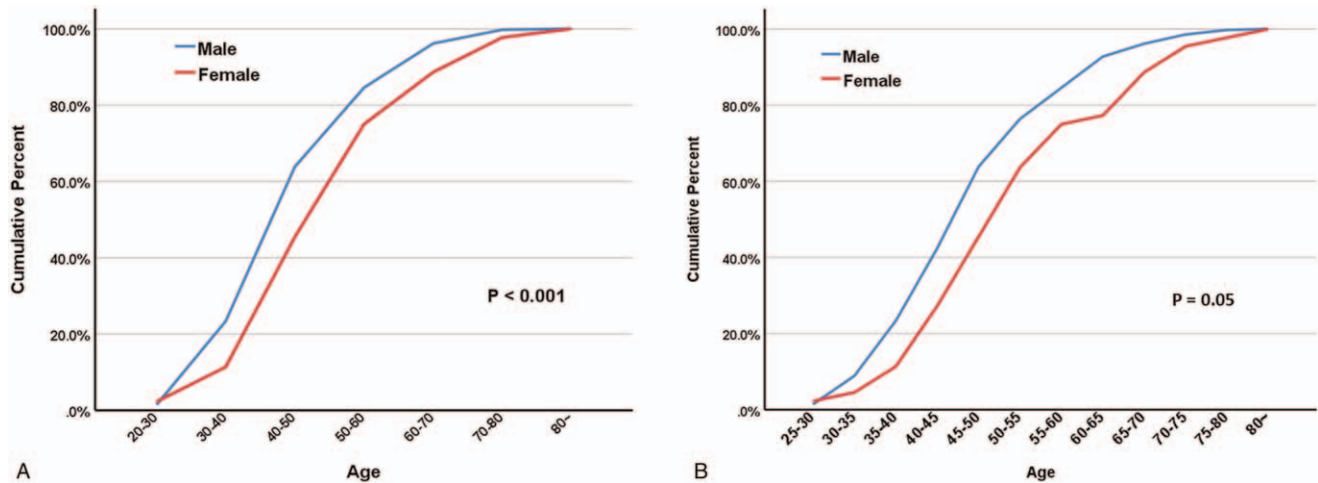 100.0%
80.0%
60.0%
40.0%
20.0%
.0%
Cumulative Percent
Male
Female
P < 0.001
20-30
30-40
40-50
50-60
60-70
70-80
80~
Age
A
100.0%
80.0%
60.0%
40.0%
20.0%
.0%
Cumulative Percent
Male
Female
P = 0.05
25-30
30-35
35-40
40-45
45-50
50-55
55-60
60-65
65-70
70-75
75-80
80~
Age
B